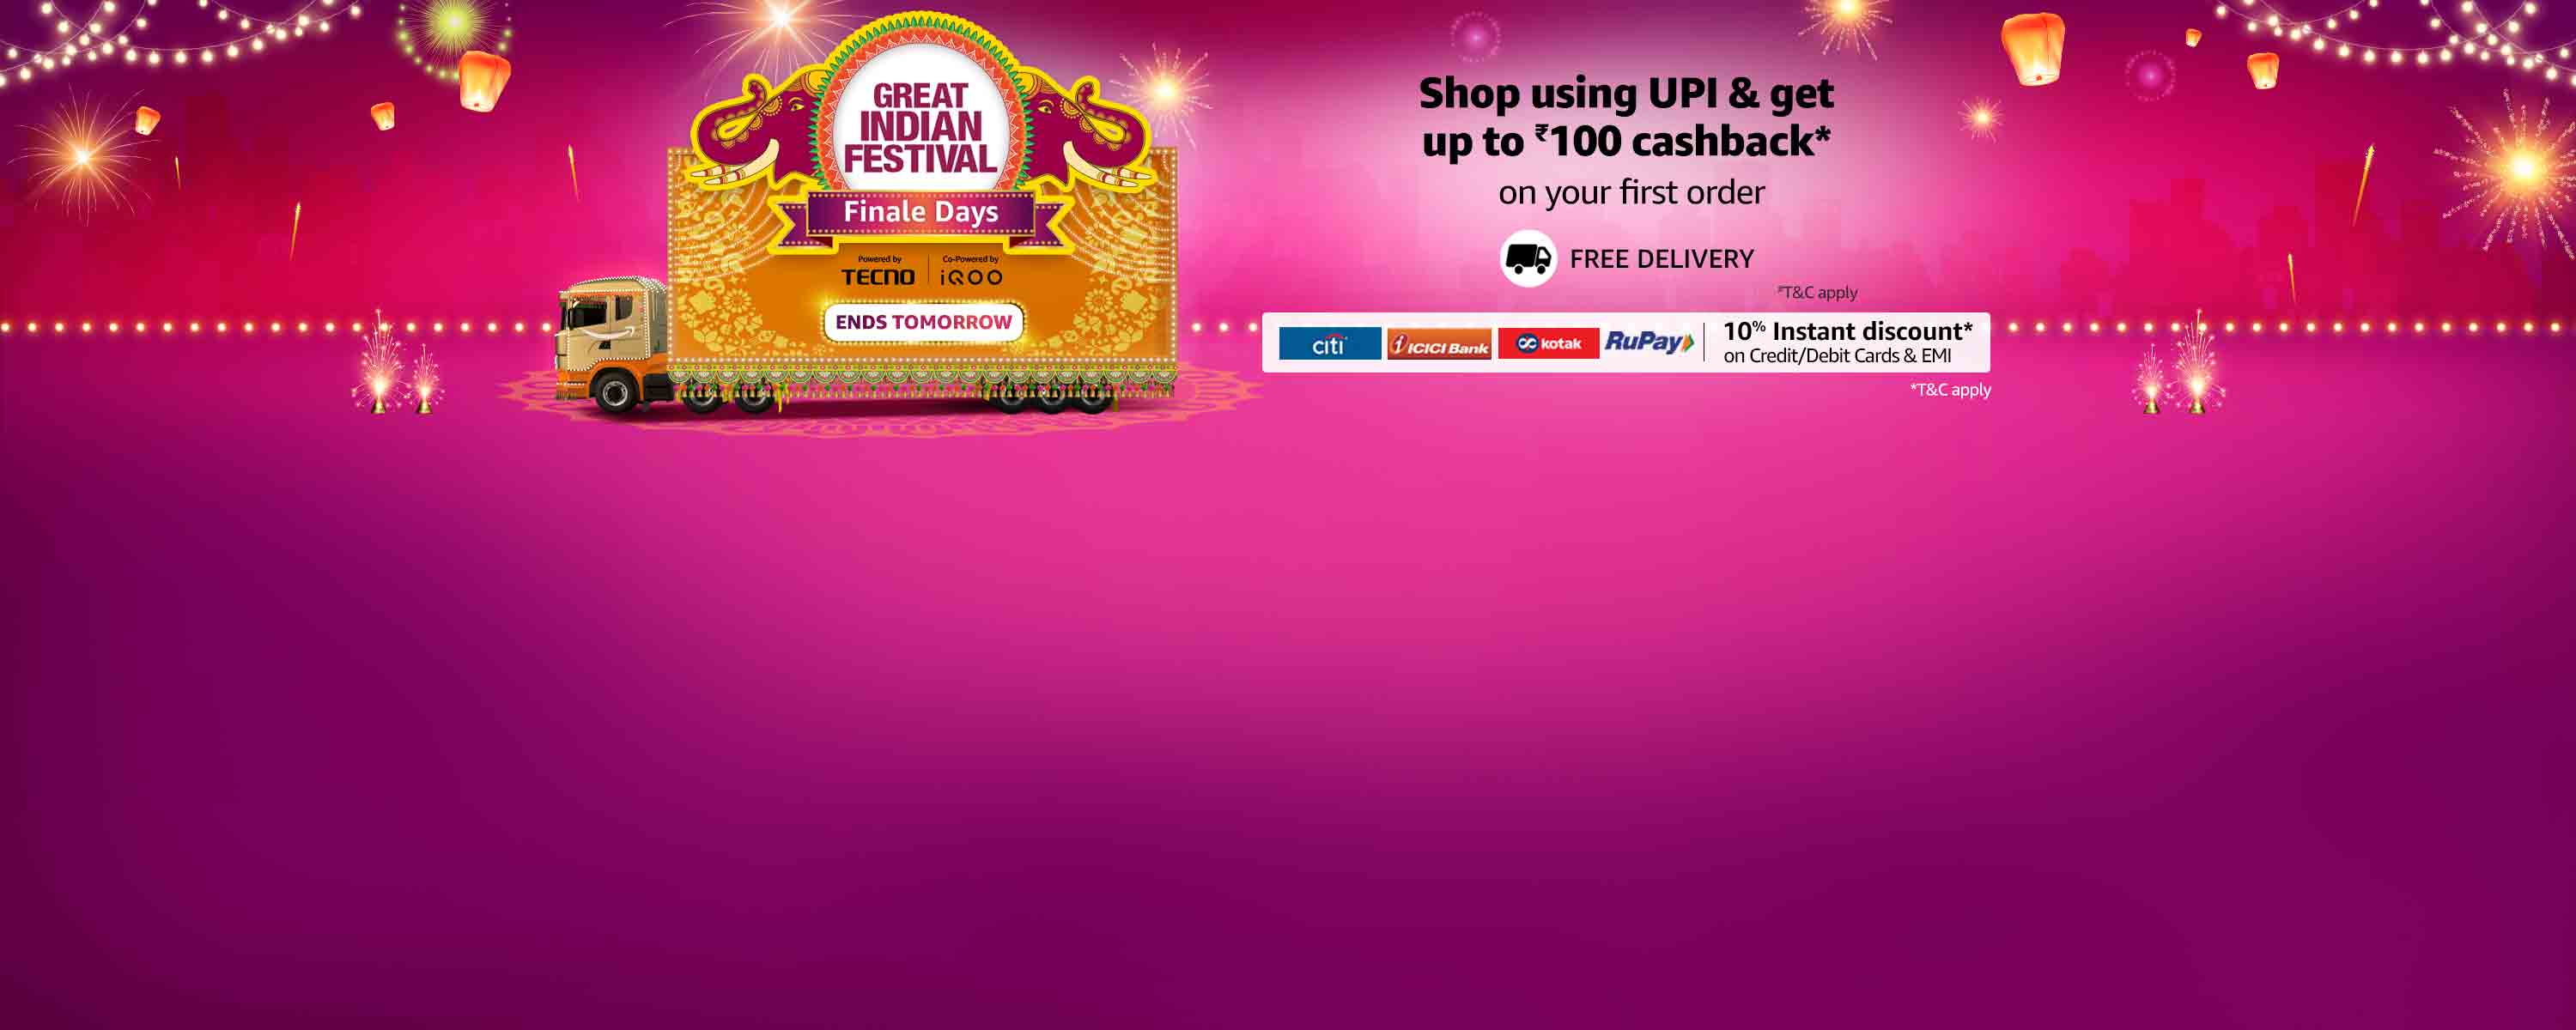 GREAT
INDIAN
FESTIVAL
Finale Days
Powered by
TECNO
Co-Powered by
iQOO
ENDS TOMORROW
Shop using UPI & get
up to ₹100 cashback*
on your first order
FREE DELIVERY
#T&C apply
citi
ICICI Bank
kotak
RuPay
10% Instant discount*
on Credit/Debit Cards & EMI
*T&C apply